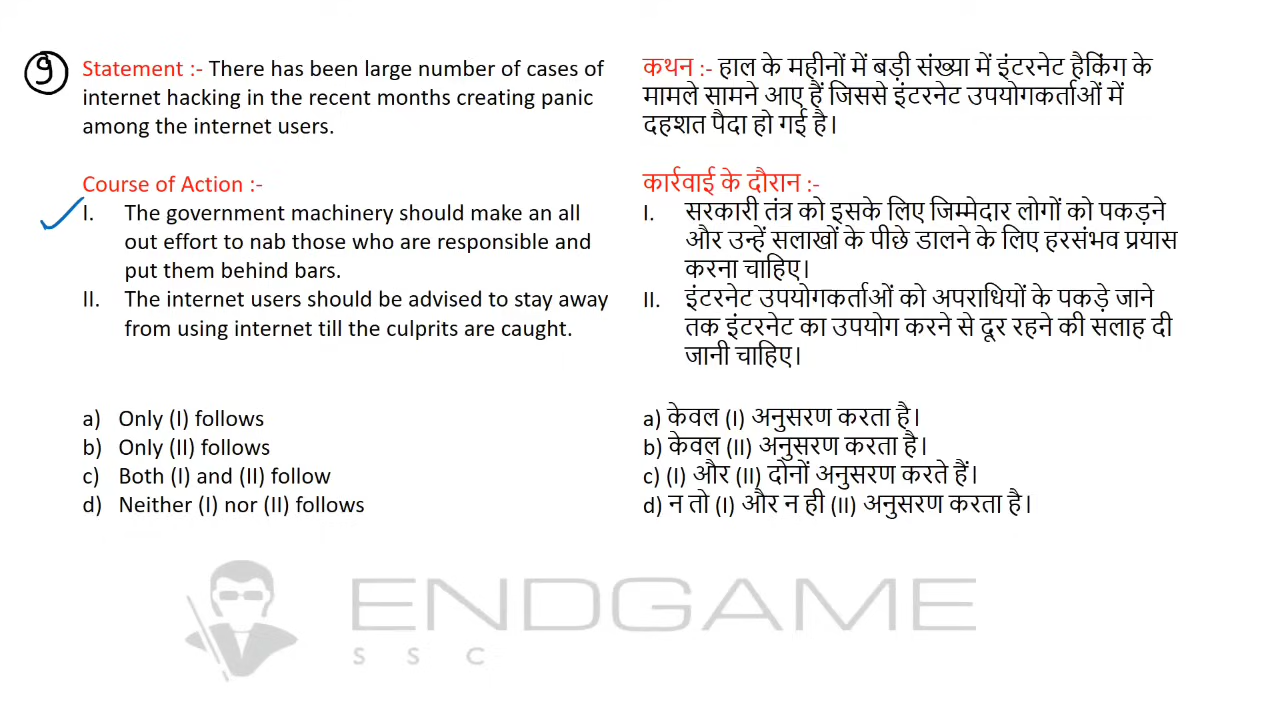 9
Statement :- There has been large number of cases of
internet hacking in the recent months creating panic
among the internet users.
Course of Action :-
I. The government machinery should make an all
out effort to nab those who are responsible and
put them behind bars.
II. The internet users should be advised to stay away
from using internet till the culprits are caught.
a) Only (I) follows
b) Only (II) follows
c) Both (I) and (II) follow
d) Neither (I) nor (II) follows
कथन :- हाल के महीनों में बड़ी संख्या में इंटरनेट हैकिंग के
मामले सामने आए हैं जिससे इंटरनेट उपयोगकर्ताओं में
दहशत पैदा हो गई है।
कार्रवाई के दौरान :-
I. सरकारी तंत्र को इसके लिए जिम्मेदार लोगों को पकड़ने
और उन्हें सलाखों के पीछे डालने के लिए हरसंभव प्रयास
करना चाहिए।
II. इंटरनेट उपयोगकर्ताओं को अपराधियों के पकड़े जाने
तक इंटरनेट का उपयोग करने से दूर रहने की सलाह दी
जानी चाहिए।
a) केवल (I) अनुसरण करता है।
b) केवल (II) अनुसरण करता है।
c) (I) और (II) दोनों अनुसरण करते हैं।
d) न तो (I) और न ही (II) अनुसरण करता है।
ENDGAME
SSC